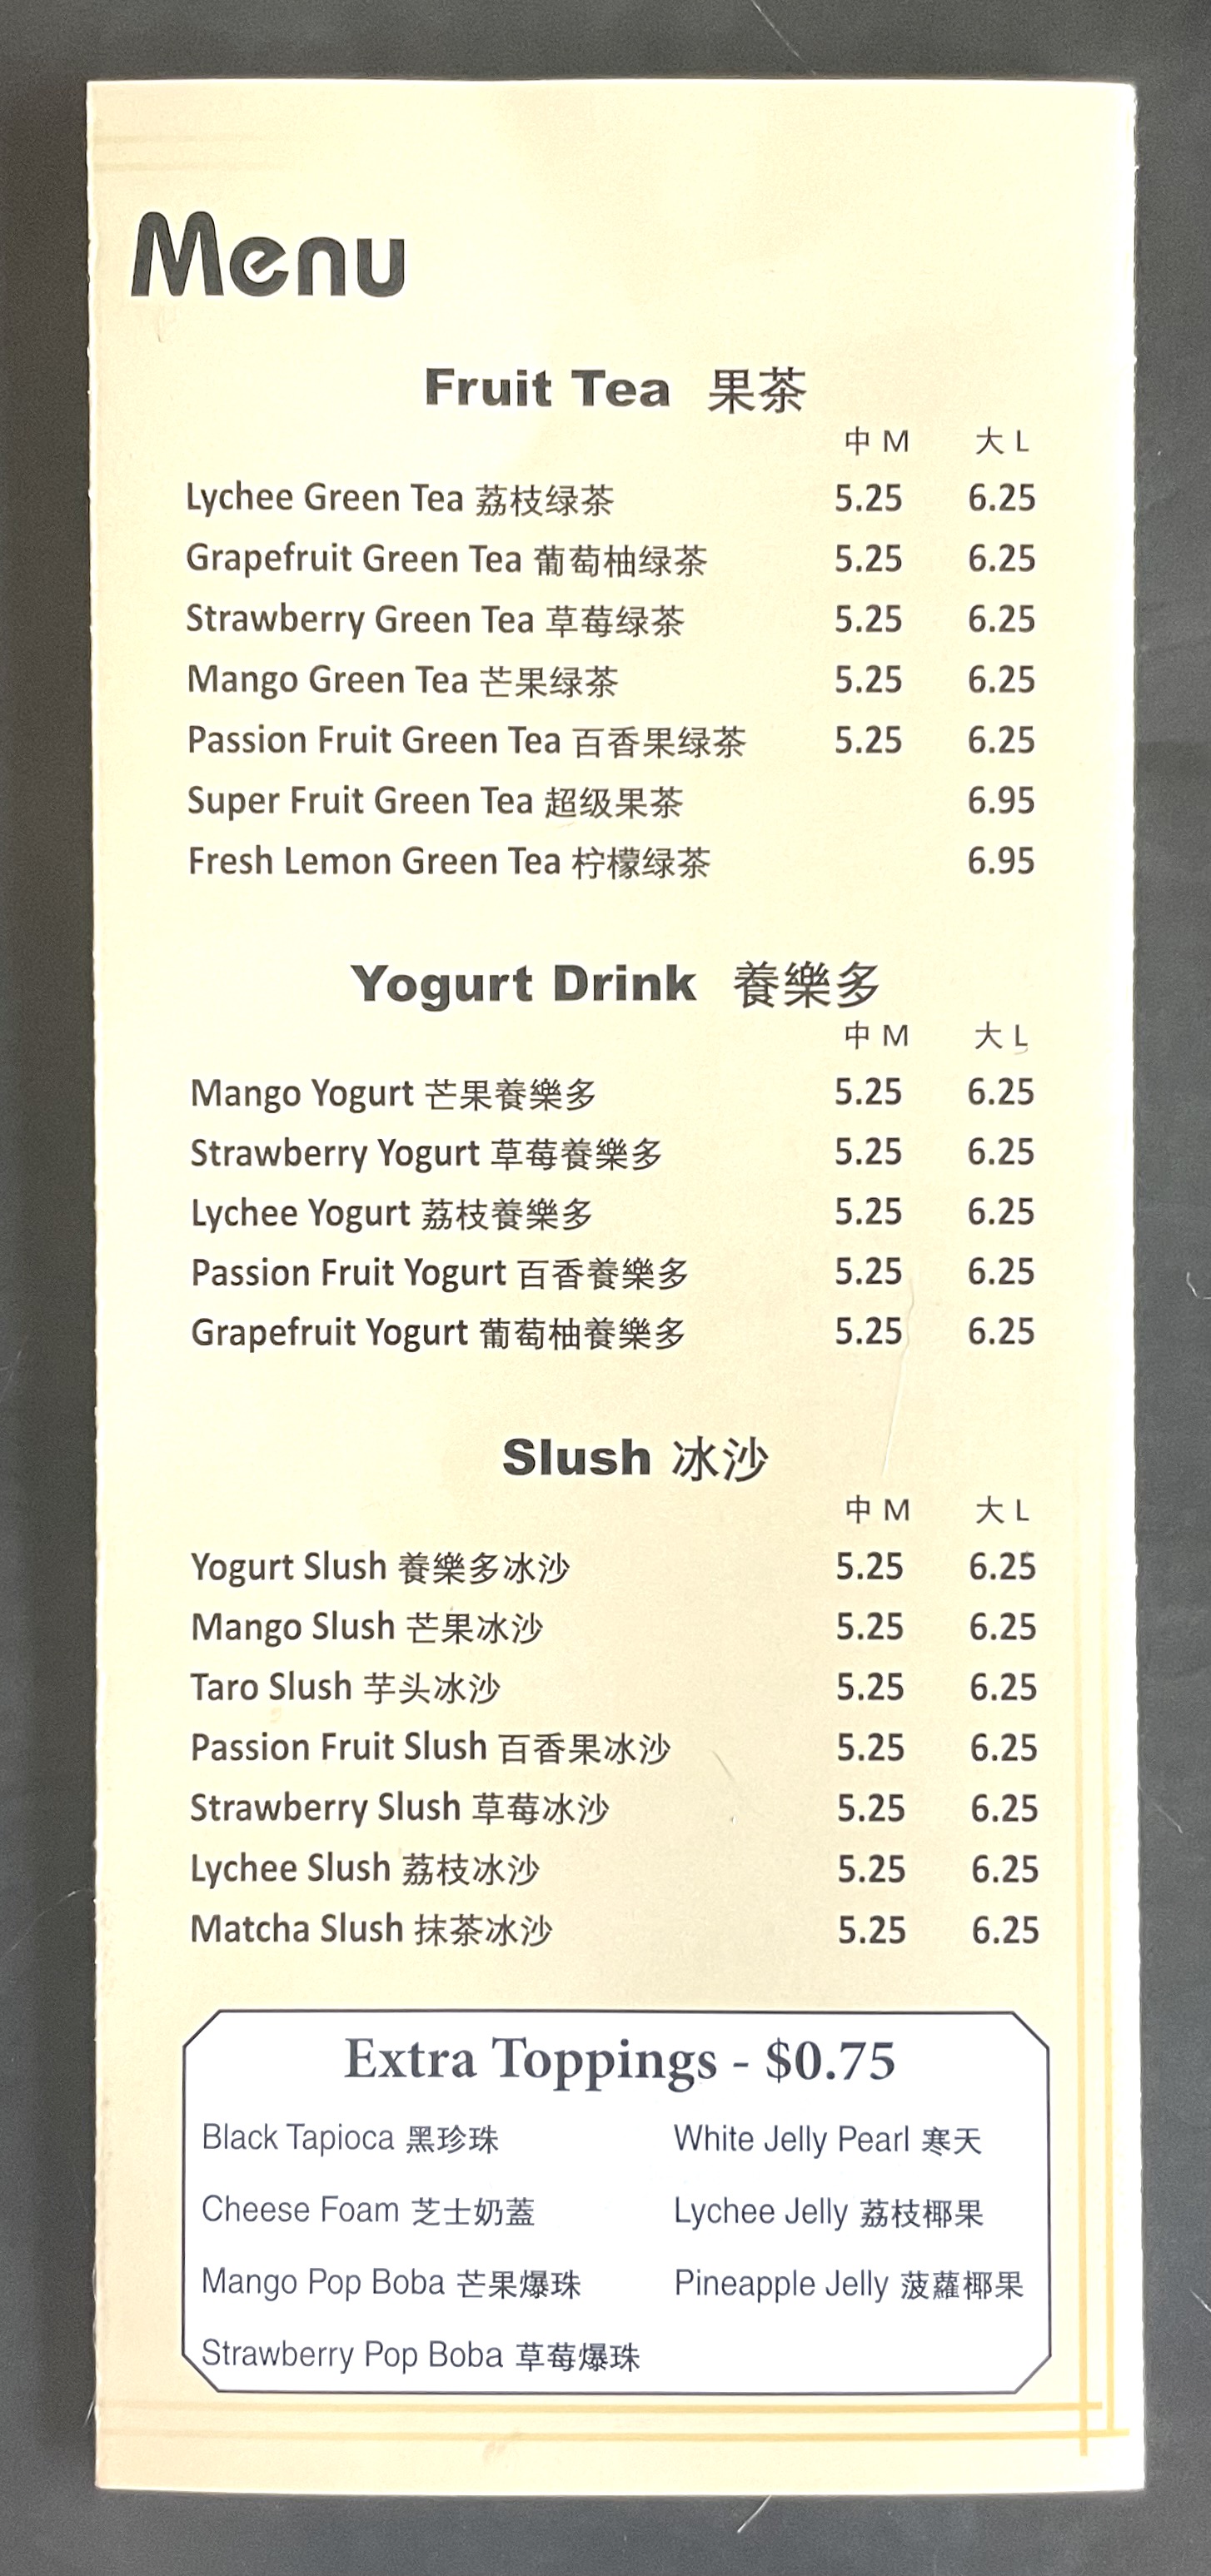 Menu
Fruit Tea 果茶
中 M 大 L
Lychee Green Tea 荔枝绿茶 5.25 6.25
Grapefruit Green Tea 葡萄柚绿茶 5.25 6.25
Strawberry Green Tea 草莓绿茶 5.25 6.25
Mango Green Tea 芒果绿茶 5.25 6.25
Passion Fruit Green Tea 百香果绿茶 5.25 6.25
Super Fruit Green Tea 超级果茶 6.95
Fresh Lemon Green Tea 柠檬绿茶 6.95
Yogurt Drink 養樂多
中 M 大 L
Mango Yogurt 芒果養樂多 5.25 6.25
Strawberry Yogurt 草莓養樂多 5.25 6.25
Lychee Yogurt 荔枝養樂多 5.25 6.25
Passion Fruit Yogurt 百香養樂多 5.25 6.25
Grapefruit Yogurt 葡萄柚養樂多 5.25 6.25
Slush 冰沙
中 M 大 L
Yogurt Slush 養樂多冰沙 5.25 6.25
Mango Slush 芒果冰沙 5.25 6.25
Taro Slush 芋头冰沙 5.25 6.25
Passion Fruit Slush 百香果冰沙 5.25 6.25
Strawberry Slush 草莓冰沙 5.25 6.25
Lychee Slush 荔枝冰沙 5.25 6.25
Matcha Slush 抹茶冰沙 5.25 6.25
Extra Toppings - $0.75
Black Tapioca 黑珍珠 White Jelly Pearl 寒天
Cheese Foam 芝士奶蓋 Lychee Jelly 荔枝椰果
Mango Pop Boba 芒果爆珠 Pineapple Jelly 菠蘿椰果
Strawberry Pop Boba 草莓爆珠